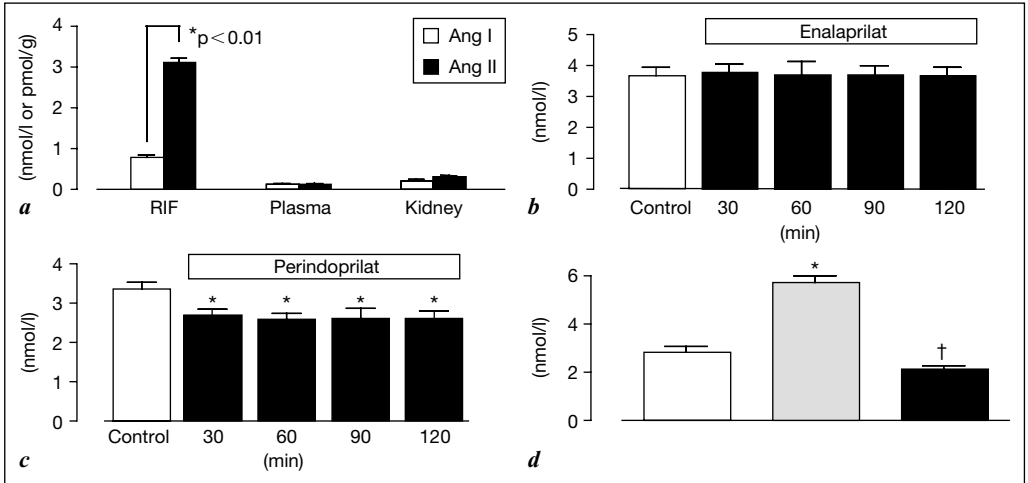 4
3
2
1
0
(nmol/l or pmol/g)
*p<0.01
Ang I
Ang II
RIF
Plasma
Kidney
a
5
4
3
2
1
0
(nmol/l)
Enalaprilat
Control 30 60 90 120
(min)
b
4
3
2
1
0
(nmol/l)
Perindoprilat
* * * *
Control 30 60 90 120
(min)
c
6
4
2
0
(nmol/l)
*
†
d